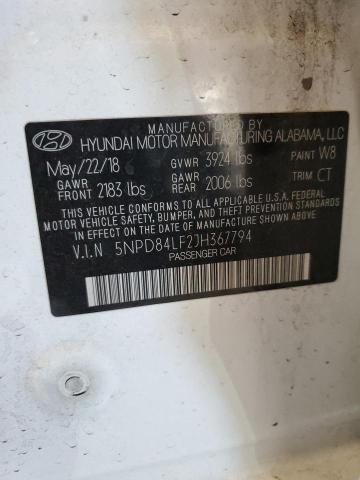 MANUFACTURED BY
HYUNDAI MOTOR MANUFACTURING ALABAMA, LLC
May/22/18 GVWR 3924 lbs PAINT W8
GAWR FRONT 2183 lbs GAWR REAR 2006 lbs TRIM CT
THIS VEHICLE CONFORMS TO ALL APPLICABLE U.S.A. FEDERAL
MOTOR VEHICLE SAFETY, BUMPER, AND THEFT PREVENTION STANDARDS
IN EFFECT ON THE DATE OF MANUFACTURE SHOWN ABOVE.
V.I.N 5NPD84LF2JH367794
PASSENGER CAR